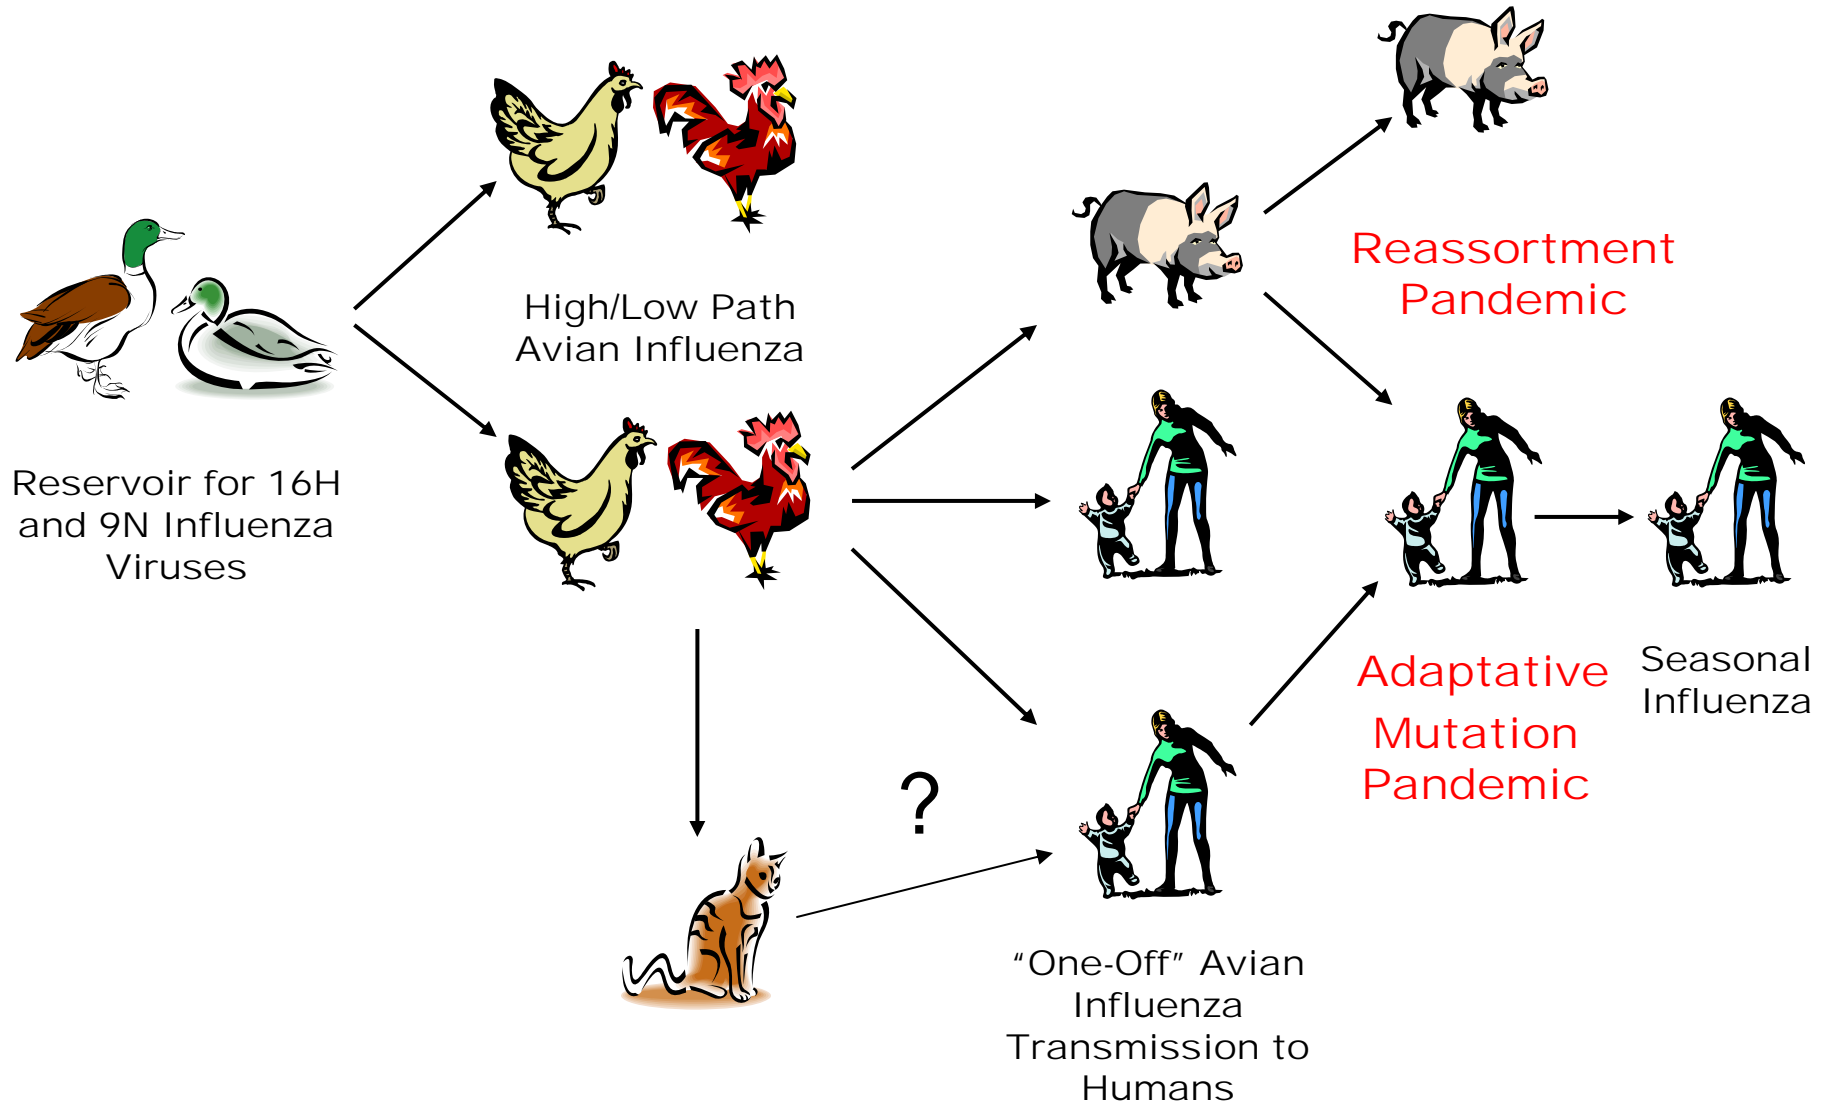 High/Low Path
Avian Influenza
Reassortment
Pandemic
Reservoir for 16H
and 9N Influenza
Viruses
Adaptative
Mutation
Pandemic
Seasonal
Influenza
?
“One-Off” Avian
Influenza
Transmission to
Humans